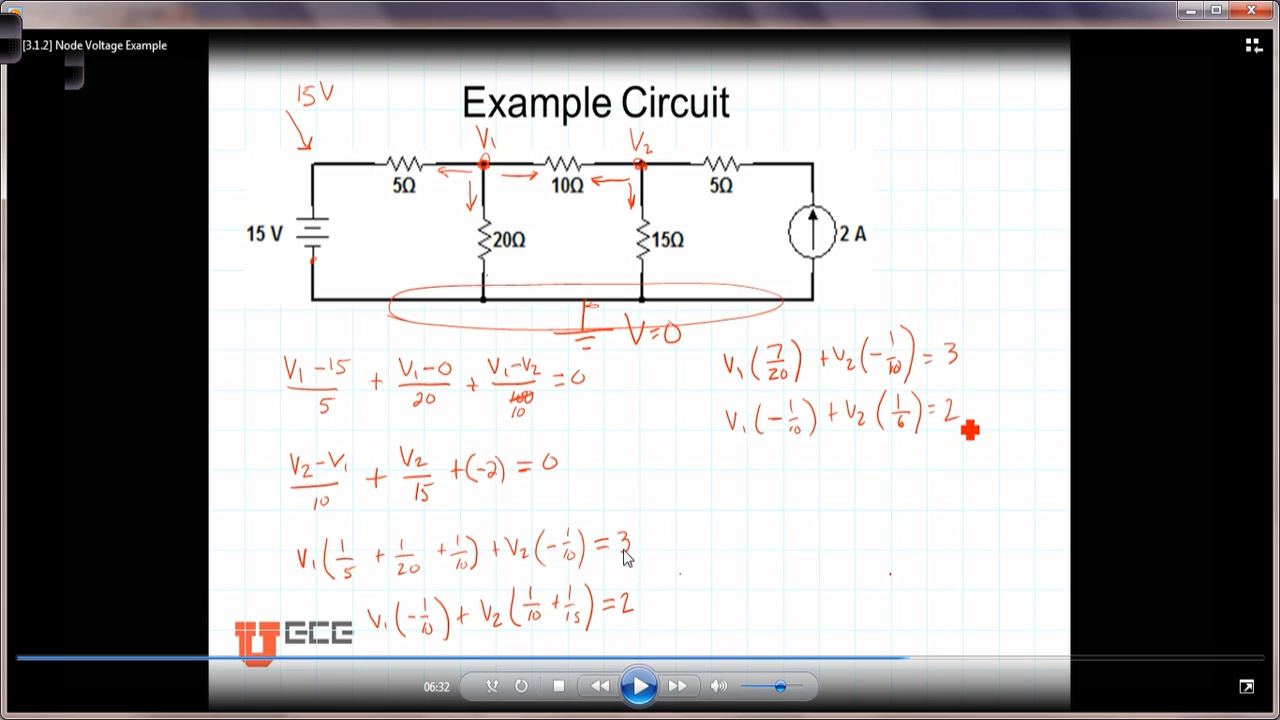 [3.1.2] Node Voltage Example
Example Circuit
15V
V₁
V₂
5Ω
10Ω
5Ω
15 V
20Ω
15Ω
2 A
V=0
(V₁-15)/5 + (V₁-0)/20 + (V₁-V₂)/10 = 0
(V₂-V₁)/10 + V₂/15 + (-2) = 0
V₁(1/5 + 1/20 + 1/10) + V₂(-1/10) = 3
V₁(-1/10) + V₂(1/10 + 1/15) = 2
V₁(7/20) + V₂(-1/10) = 3
V₁(-1/10) + V₂(1/6) = 2
U ECE
06:32